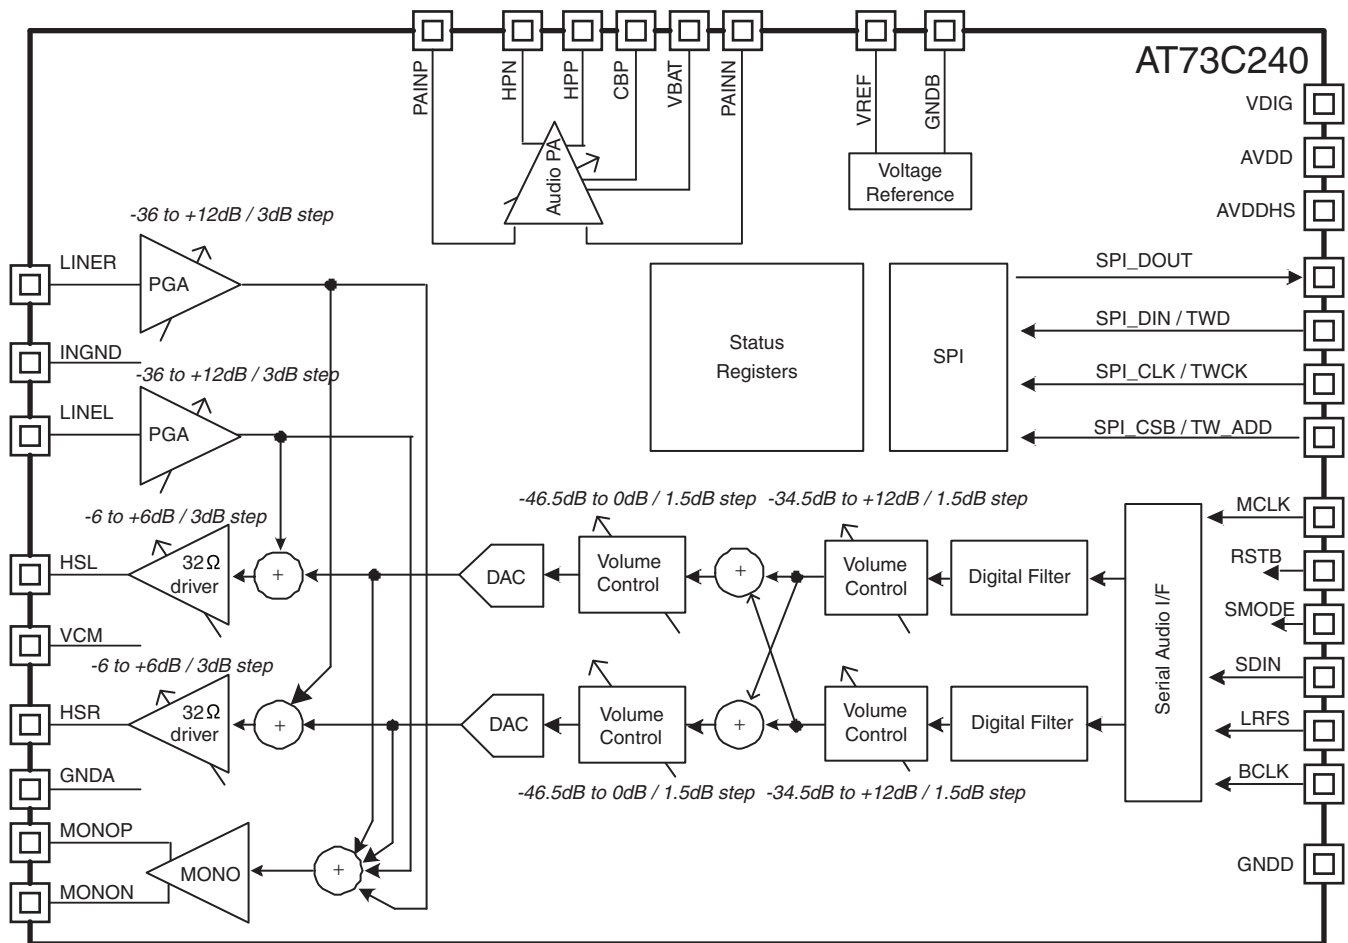 AT73C240
PAINP
HPN
HPP
CBP
VBAT
PAINN
VREF
GNDB
VDIG
AVDD
AVDDHS
Audio PA
Voltage
Reference
-36 to +12dB / 3dB step
LINER
PGA
INGND
-36 to +12dB / 3dB step
LINEL
PGA
Status
Registers
SPI
SPI_DOUT
SPI_DIN / TWD
SPI_CLK / TWCK
SPI_CSB / TW_ADD
-6 to +6dB / 3dB step
HSL
32Ω
driver
+
DAC
-46.5dB to 0dB / 1.5dB step
Volume
Control
+
-34.5dB to +12dB / 1.5dB step
Volume
Control
Digital Filter
Serial Audio I/F
MCLK
RSTB
SMODE
SDIN
LRFS
BCLK
VCM
-6 to +6dB / 3dB step
HSR
32Ω
driver
+
DAC
Volume
Control
-46.5dB to 0dB / 1.5dB step
+
Volume
Control
-34.5dB to +12dB / 1.5dB step
Digital Filter
GNDA
MONOP
MONO
+
MONON
GNDD